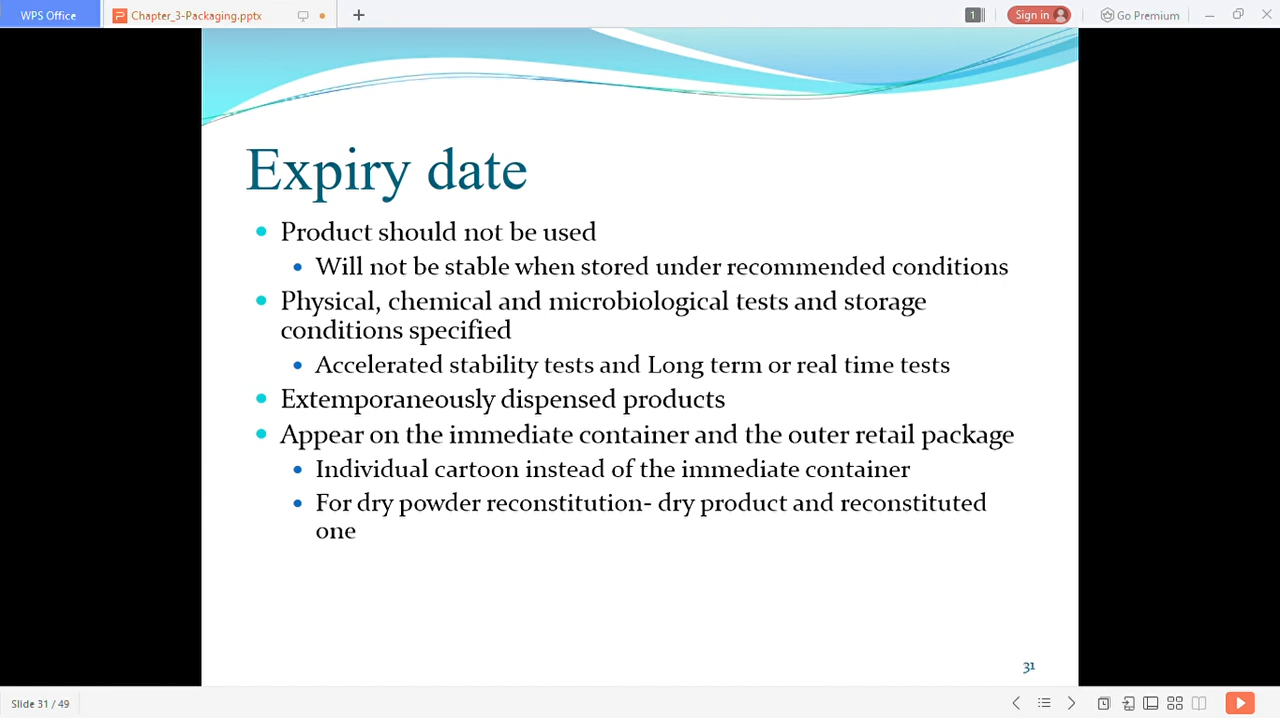 WPS Office
Chapter_3-Packaging.pptx
1
Sign in
Go Premium
Expiry date
Product should not be used
Will not be stable when stored under recommended conditions
Physical, chemical and microbiological tests and storage
conditions specified
Accelerated stability tests and Long term or real time tests
Extemporaneously dispensed products
Appear on the immediate container and the outer retail package
Individual cartoon instead of the immediate container
For dry powder reconstitution- dry product and reconstituted
one
31
Slide 31 / 49